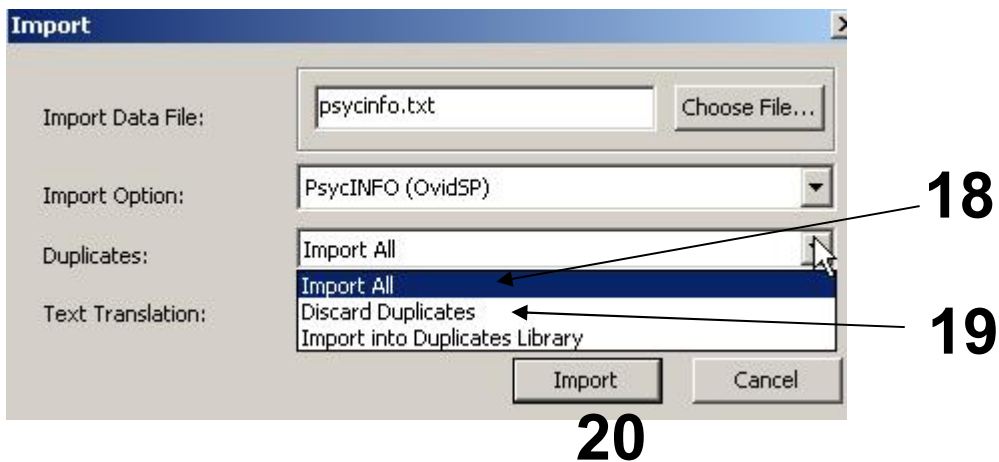 Import
Import Data File:
psycinfo.txt
Choose File...
Import Option:
PsycINFO (OvidSP)
18
Duplicates:
Import All
Import All
Text Translation:
Discard Duplicates
19
Import into Duplicates Library
Import
Cancel
20